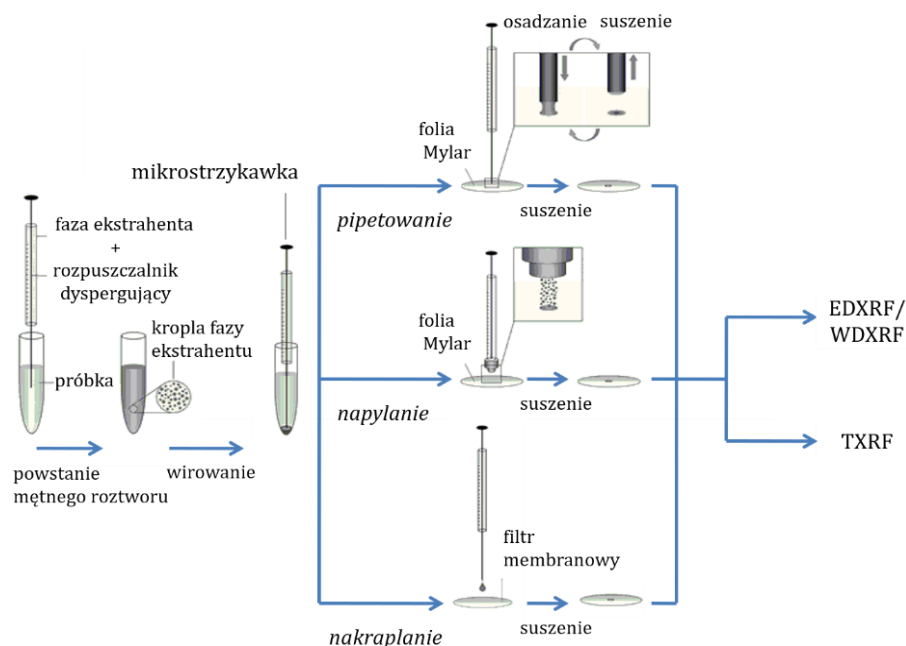 osadzanie suszenie
folia
Mylar
pipetowanie
suszenie
mikrostrzykawka
faza ekstrahenta
+
rozpuszczalnik
dyspergujący
próbka
kropla fazy
ekstrahentu
powstanie
mętnego roztworu
wirowanie
folia
Mylar
napylanie
suszenie
filtr
membranowy
nakraplanie
suszenie
EDXRF/
WDXRF
TXRF